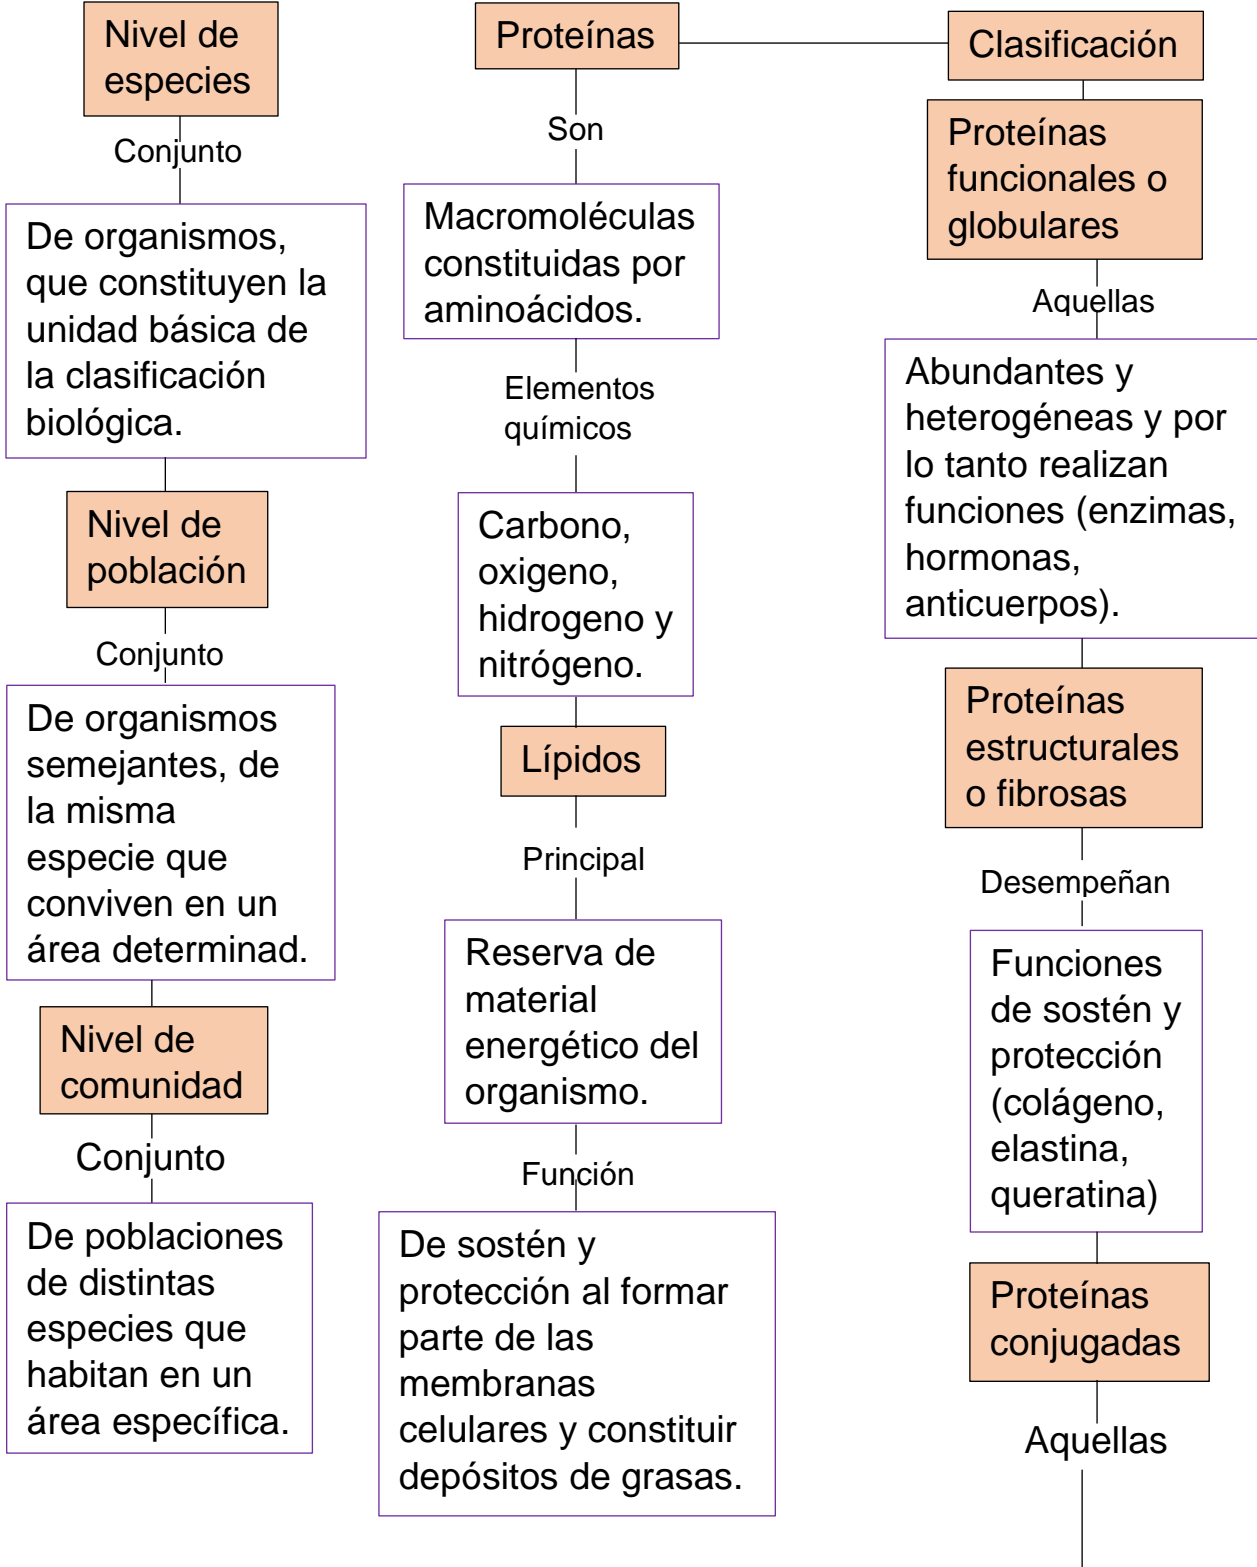 Nivel de
especies
Conjunto
De organismos,
que constituyen la
unidad básica de
la clasificación
biológica.
Nivel de
población
Conjunto
De organismos
semejantes, de
la misma
especie que
conviven en un
área determinad.
Nivel de
comunidad
Conjunto
De poblaciones
de distintas
especies que
habitan en un
área específica.
Proteínas
Son
Macromoléculas
constituidas por
aminoácidos.
Elementos
químicos
Carbono,
oxigeno,
hidrogeno y
nitrógeno.
Lípidos
Principal
Reserva de
material
energético del
organismo.
Función
De sostén y
protección al formar
parte de las
membranas
celulares y constituir
depósitos de grasas.
Clasificación
Proteínas
funcionales o
globulares
Aquellas
Abundantes y
heterogéneas y por
lo tanto realizan
funciones (enzimas,
hormonas,
anticuerpos).
Proteínas
estructurales
o fibrosas
Desempeñan
Funciones
de sostén y
protección
(colágeno,
elastina,
queratina)
Proteínas
conjugadas
Aquellas